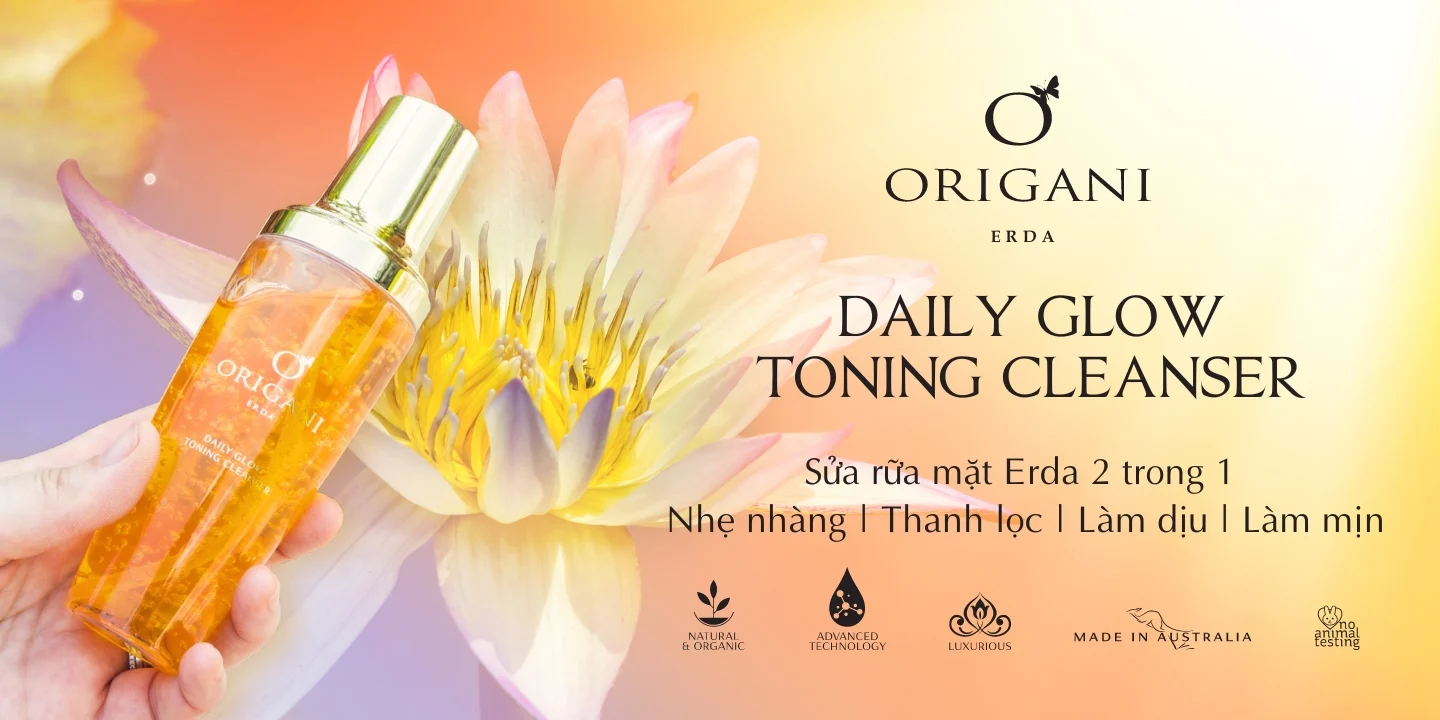 ORIGANI
ERDA
DAILY GLOW
TONING CLEANSER
Sửa rữa mặt Erda 2 trong 1
Nhẹ nhàng | Thanh lọc | Làm dịu | Làm mịn
NATURAL
& ORGANIC
ADVANCED
TECHNOLOGY
LUXURIOUS
MADE IN AUSTRALIA
no
animal
testing
ORIGANI
ERDA
DAILY GLOW
TONING CLEANSER